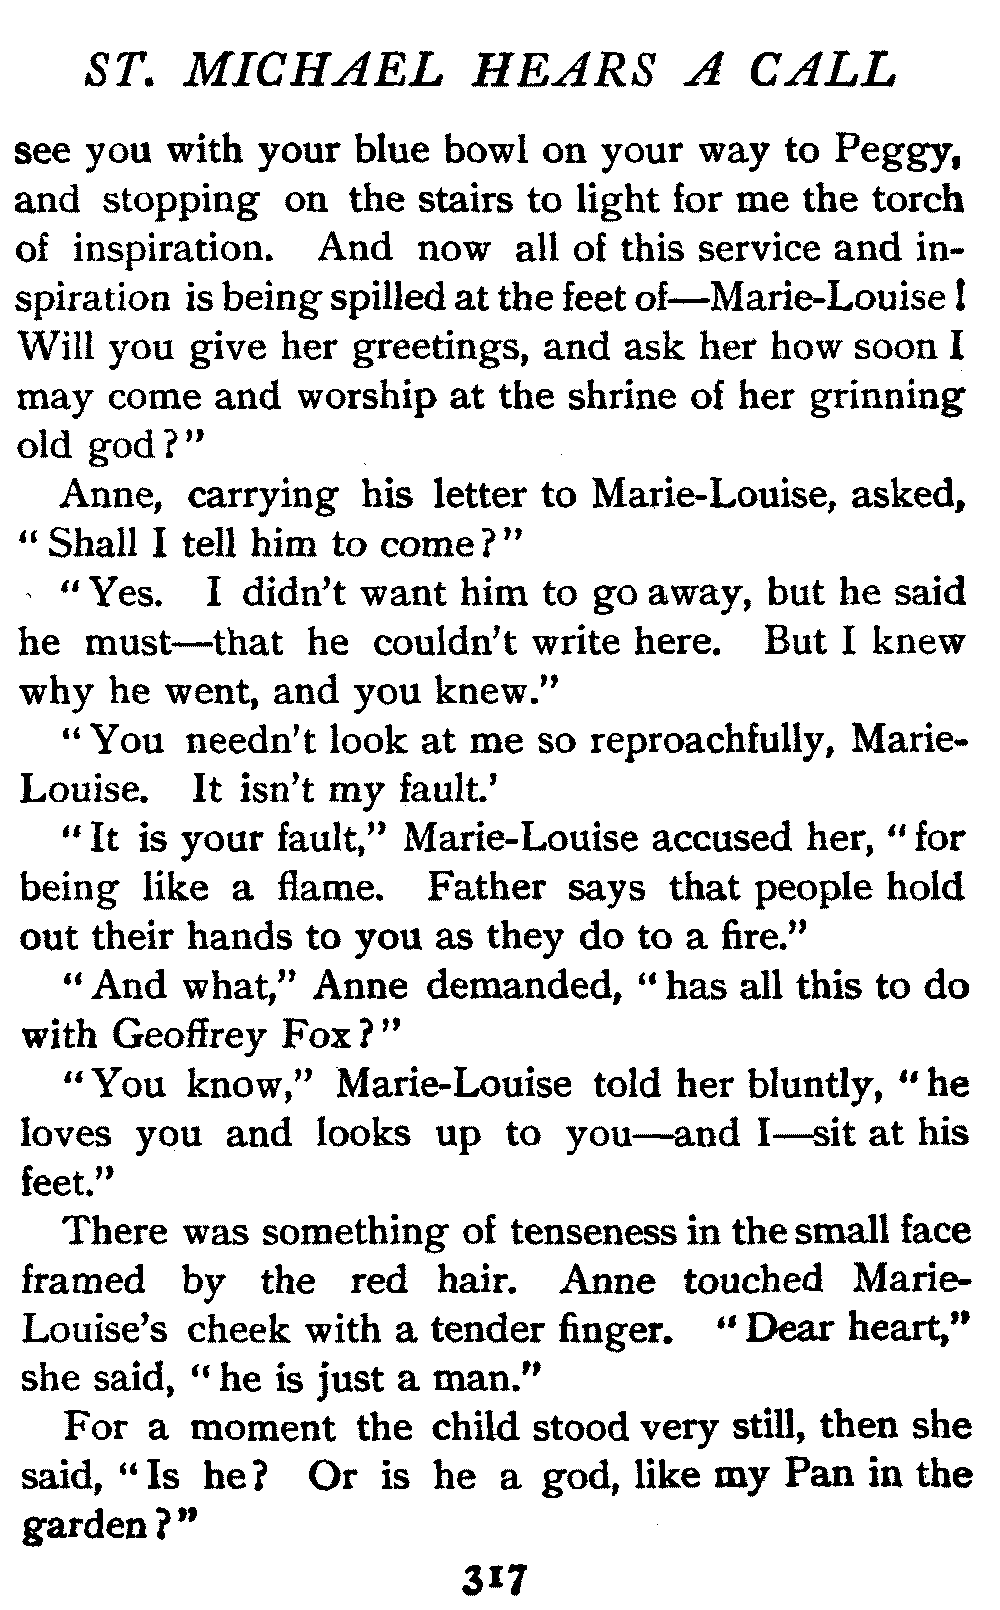 ST. MICHAEL HEARS A CALL
see you with your blue bowl on your way to Peggy,
and stopping on the stairs to light for me the torch
of inspiration. And now all of this service and in-
spiration is being spilled at the feet of—Marie-Louise!
Will you give her greetings, and ask her how soon I
may come and worship at the shrine of her grinning
old god?"
Anne, carrying his letter to Marie-Louise, asked,
"Shall I tell him to come?"
"Yes. I didn't want him to go away, but he said
he must—that he couldn't write here. But I knew
why he went, and you knew."
"You needn't look at me so reproachfully, Marie-
Louise. It isn't my fault.'
"It is your fault," Marie-Louise accused her, "for
being like a flame. Father says that people hold
out their hands to you as they do to a fire."
"And what," Anne demanded, "has all this to do
with Geoffrey Fox?"
"You know," Marie-Louise told her bluntly, "he
loves you and looks up to you—and I—sit at his
feet."
There was something of tenseness in the small face
framed by the red hair. Anne touched Marie-
Louise's cheek with a tender finger. "Dear heart,"
she said, "he is just a man."
For a moment the child stood very still, then she
said, "Is he? Or is he a god, like my Pan in the
garden?"
317